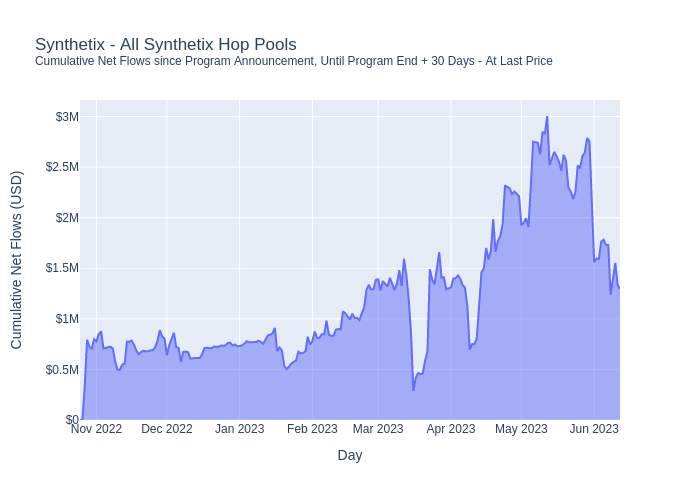 Synthetix - All Synthetix Hop Pools
Cumulative Net Flows since Program Announcement, Until Program End + 30 Days - At Last Price
Cumulative Net Flows (USD)
$3M
$2.5M
$2M
$1.5M
$1M
$0.5M
$0
Nov 2022 Dec 2022 Jan 2023 Feb 2023 Mar 2023 Apr 2023 May 2023 Jun 2023
Day